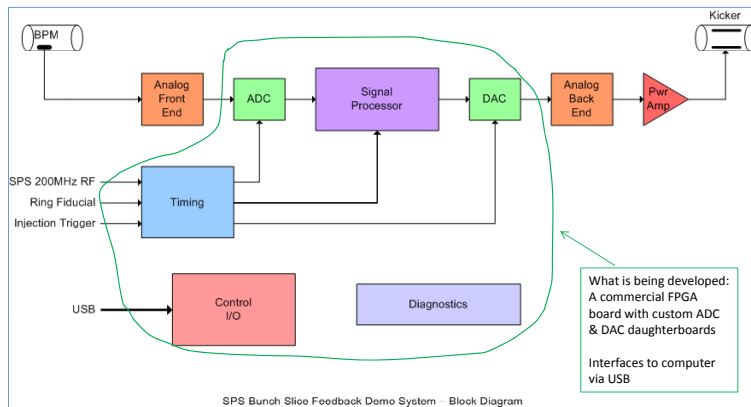 Kicker
BPM
Analog
Front
End
ADC
Signal
Processor
DAC
Analog
Back
End
Pwr
Amp
SPS 200MHz RF
Ring Fiducial
Injection Trigger
Timing
USB
Control
I/O
Diagnostics
What is being developed:
A commercial FPGA
board with custom ADC
& DAC daughterboards
Interfaces to computer
via USB
SPS Bunch Slice Feedback Demo System – Block Diagram